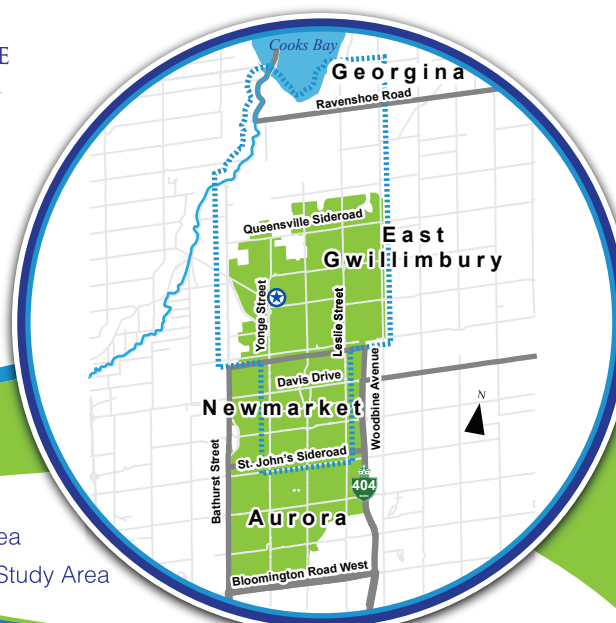 E
Cooks Bay
Georgina
Ravenshoe Road
Queensville Sideroad
East
Gwillimbury
Yonge Street
Leslie Street
Davis Drive
Woodbine Avenue
Newmarket
N
Bathurst Street
St. John's Sideroad
404
Aurora
ea
Study Area
Bloomington Road West